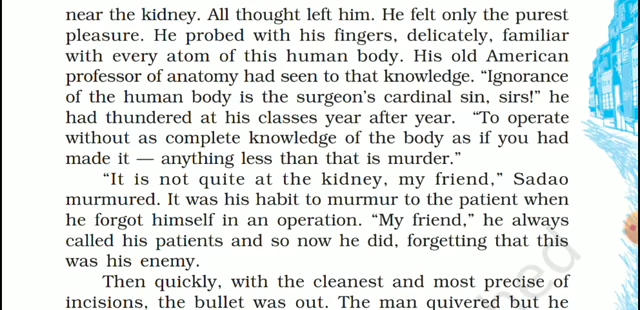 near the kidney. All thought left him. He felt only the purest
pleasure. He probed with his fingers, delicately, familiar
with every atom of this human body. His old American
professor of anatomy had seen to that knowledge. “Ignorance
of the human body is the surgeon’s cardinal sin, sirs!” he
had thundered at his classes year after year. “To operate
without as complete knowledge of the body as if you had
made it — anything less than that is murder.”
“It is not quite at the kidney, my friend,” Sadao
murmured. It was his habit to murmur to the patient when
he forgot himself in an operation. “My friend,” he always
called his patients and so now he did, forgetting that this
was his enemy.
Then quickly, with the cleanest and most precise of
incisions, the bullet was out. The man quivered but he